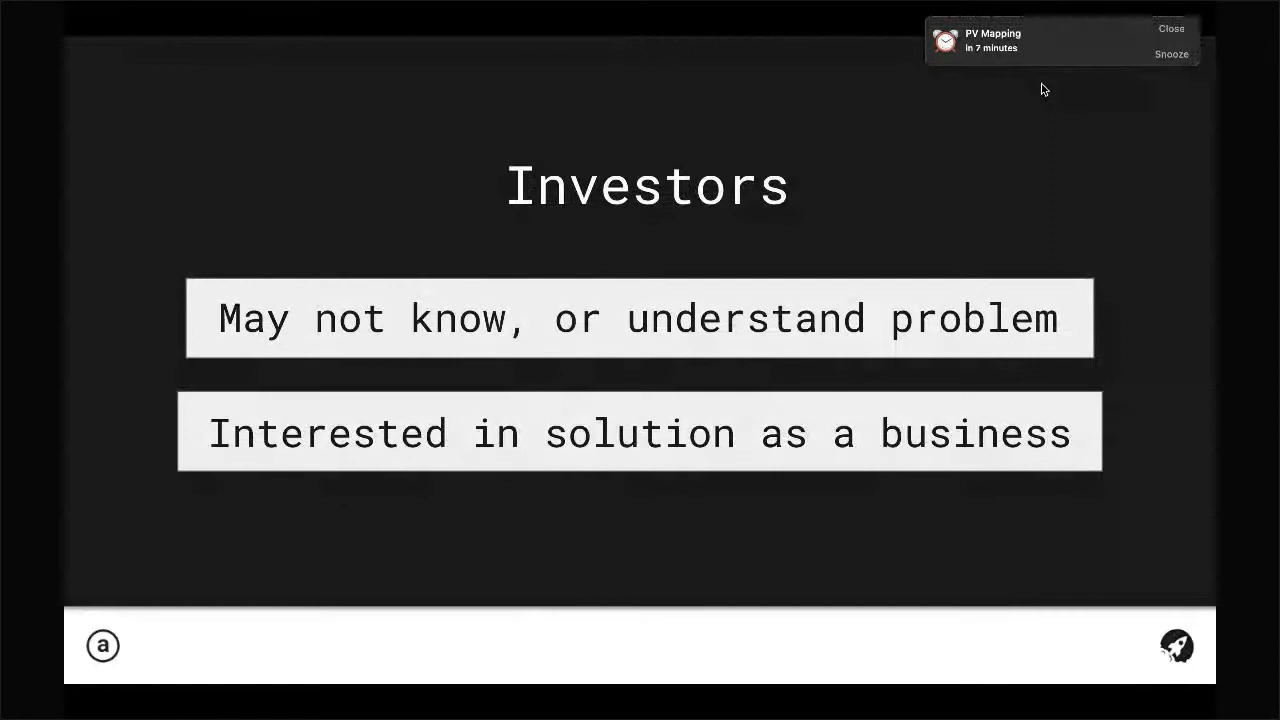 PV Mapping
in 7 minutes
Close
Snooze
Investors
May not know, or understand problem
Interested in solution as a business
a